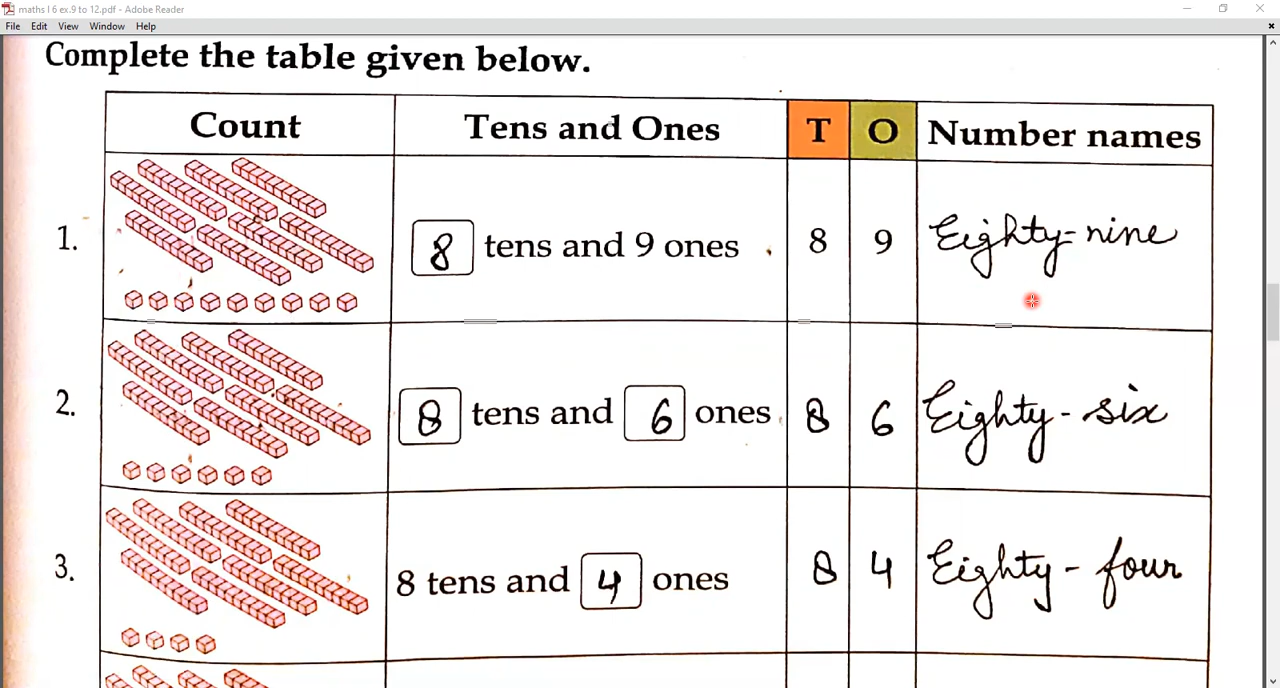 maths l 6 ex.9 to 12.pdf - Adobe Reader
File Edit View Window Help
Complete the table given below.
Count Tens and Ones T O Number names
1. 8 tens and 9 ones 8 9 Eighty-nine
2. 8 tens and 6 ones 8 6 Eighty-six
3. 8 tens and 4 ones 8 4 Eighty-four